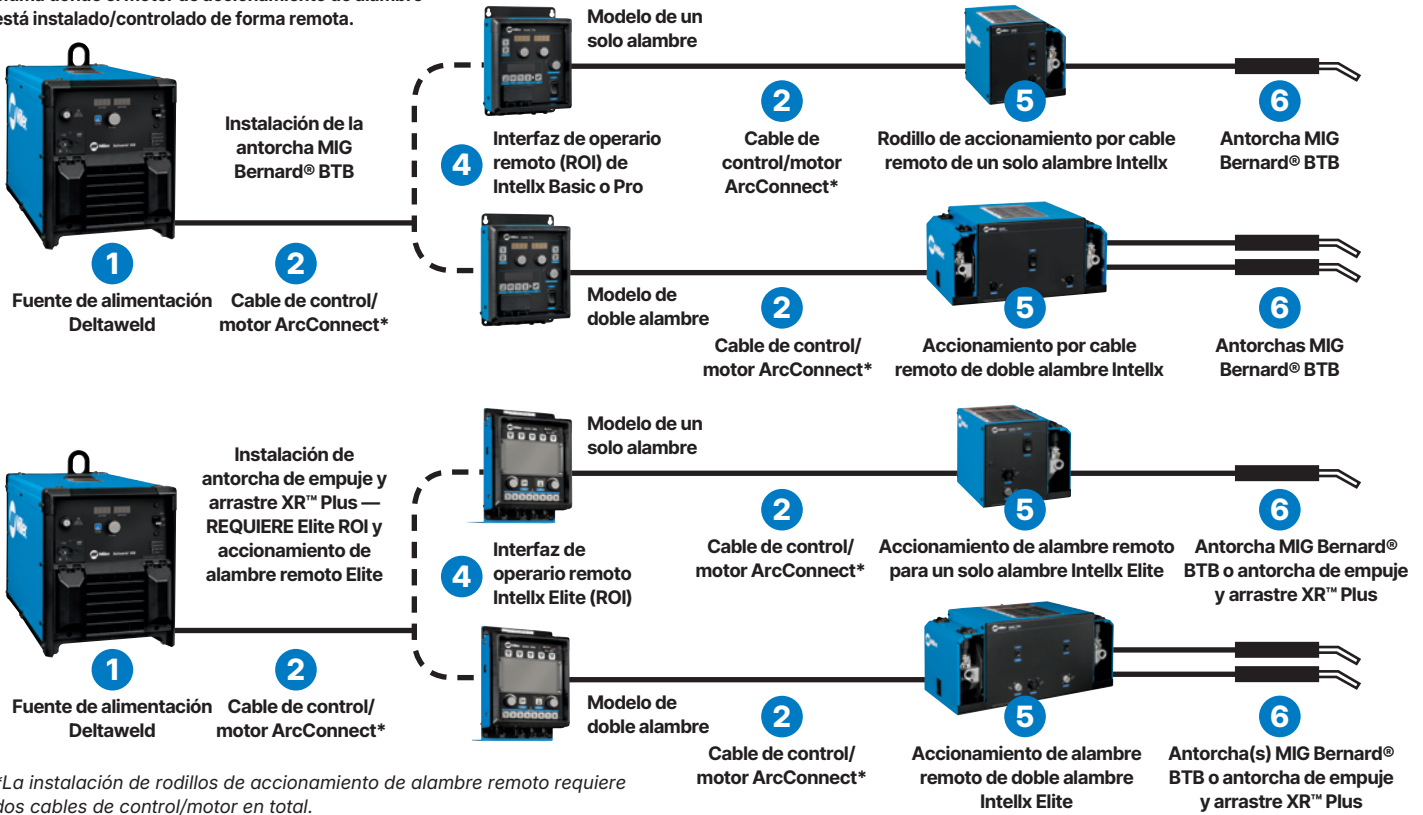 está instalado/controlado de forma remota.
Modelo de un
solo alambre
Instalación de la
antorcha MIG
Bernard® BTB
4
Interfaz de operario
remoto (ROI) de
Intellx Basic o Pro
2
Cable de
control/motor
ArcConnect*
5
Rodillo de accionamiento por cable
remoto de un solo alambre Intellx
6
Antorcha MIG
Bernard® BTB
1
Fuente de alimentación
Deltaweld
2
Cable de control/
motor ArcConnect*
Modelo de
doble alambre
2
Cable de control/
motor ArcConnect*
5
Accionamiento por cable
remoto de doble alambre Intellx
6
Antorchas MIG
Bernard® BTB
Modelo de un
solo alambre
Instalación de
antorcha de empuje y
arrastre XR™ Plus —
REQUIERE Elite ROI y
accionamiento de
alambre remoto Elite
4
Interfaz de
operario remoto
Intellx Elite (ROI)
2
Cable de control/
motor ArcConnect*
5
Accionamiento de alambre remoto
para un solo alambre Intellx Elite
6
Antorcha MIG Bernard®
BTB o antorcha de empuje
y arrastre XR™ Plus
1
Fuente de alimentación
Deltaweld
2
Cable de control/
motor ArcConnect*
Modelo de
doble alambre
2
Cable de control/
motor ArcConnect*
5
Accionamiento de alambre
remoto de doble alambre
Intellx Elite
6
Antorcha(s) MIG Bernard®
BTB o antorcha de empuje
y arrastre XR™ Plus
*La instalación de rodillos de accionamiento de alambre remoto requiere
dos cables de control/motor en total.